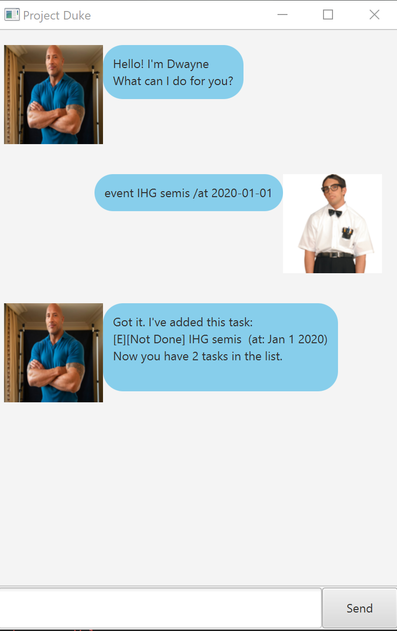 Project Duke
Hello! I'm Dwayne
What can I do for you?
event IHG semis /at 2020-01-01
Got it. I've added this task:
[E][Not Done] IHG semis  (at: Jan 1 2020)
Now you have 2 tasks in the list.
Send